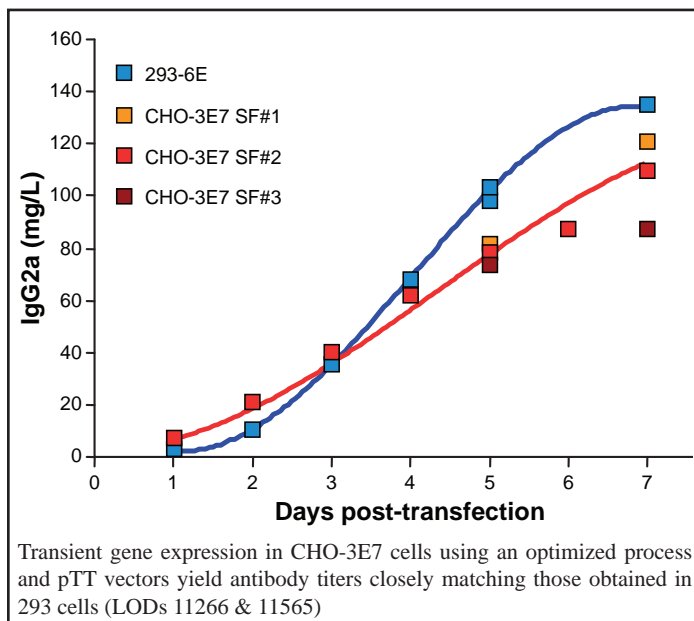 160
140
120
100
80
60
40
20
0
IgG2a (mg/L)
293-6E
CHO-3E7 SF#1
CHO-3E7 SF#2
CHO-3E7 SF#3
0 1 2 3 4 5 6 7
Days post-transfection
Transient gene expression in CHO-3E7 cells using an optimized process
and pTT vectors yield antibody titers closely matching those obtained in
293 cells (LODs 11266 & 11565)